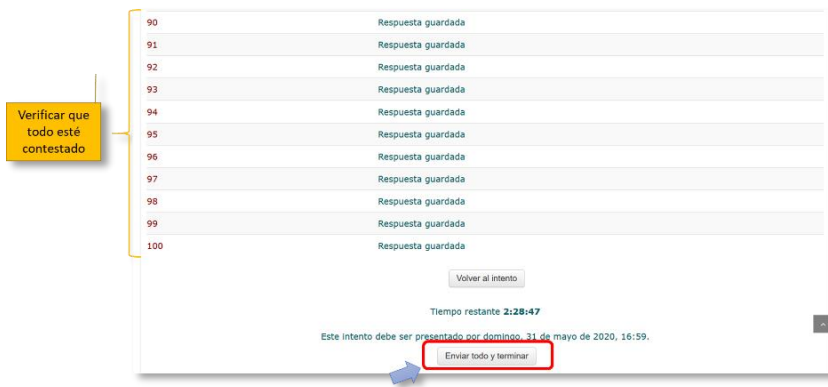 Verificar que
todo esté
contestado
90 Respuesta guardada
91 Respuesta guardada
92 Respuesta guardada
93 Respuesta guardada
94 Respuesta guardada
95 Respuesta guardada
96 Respuesta guardada
97 Respuesta guardada
98 Respuesta guardada
99 Respuesta guardada
100 Respuesta guardada
Volver al intento
Tiempo restante 2:28:47
Este intento debe ser presentado por domingo, 31 de mayo de 2020, 16:59.
Enviar todo y terminar